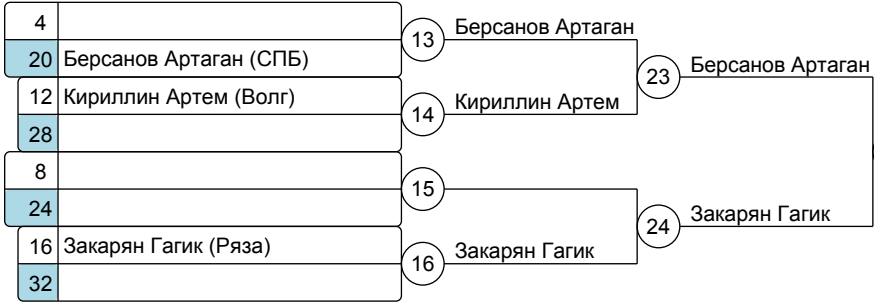 4
20 Берсанов Артаган (СПБ)
13
Берсанов Артаган
12 Кириллин Артем (Волг)
28
14
Кириллин Артем
23
Берсанов Артаган
8
24
15
16 Закарян Гагик (Ряза)
32
16
Закарян Гагик
24
Закарян Гагик